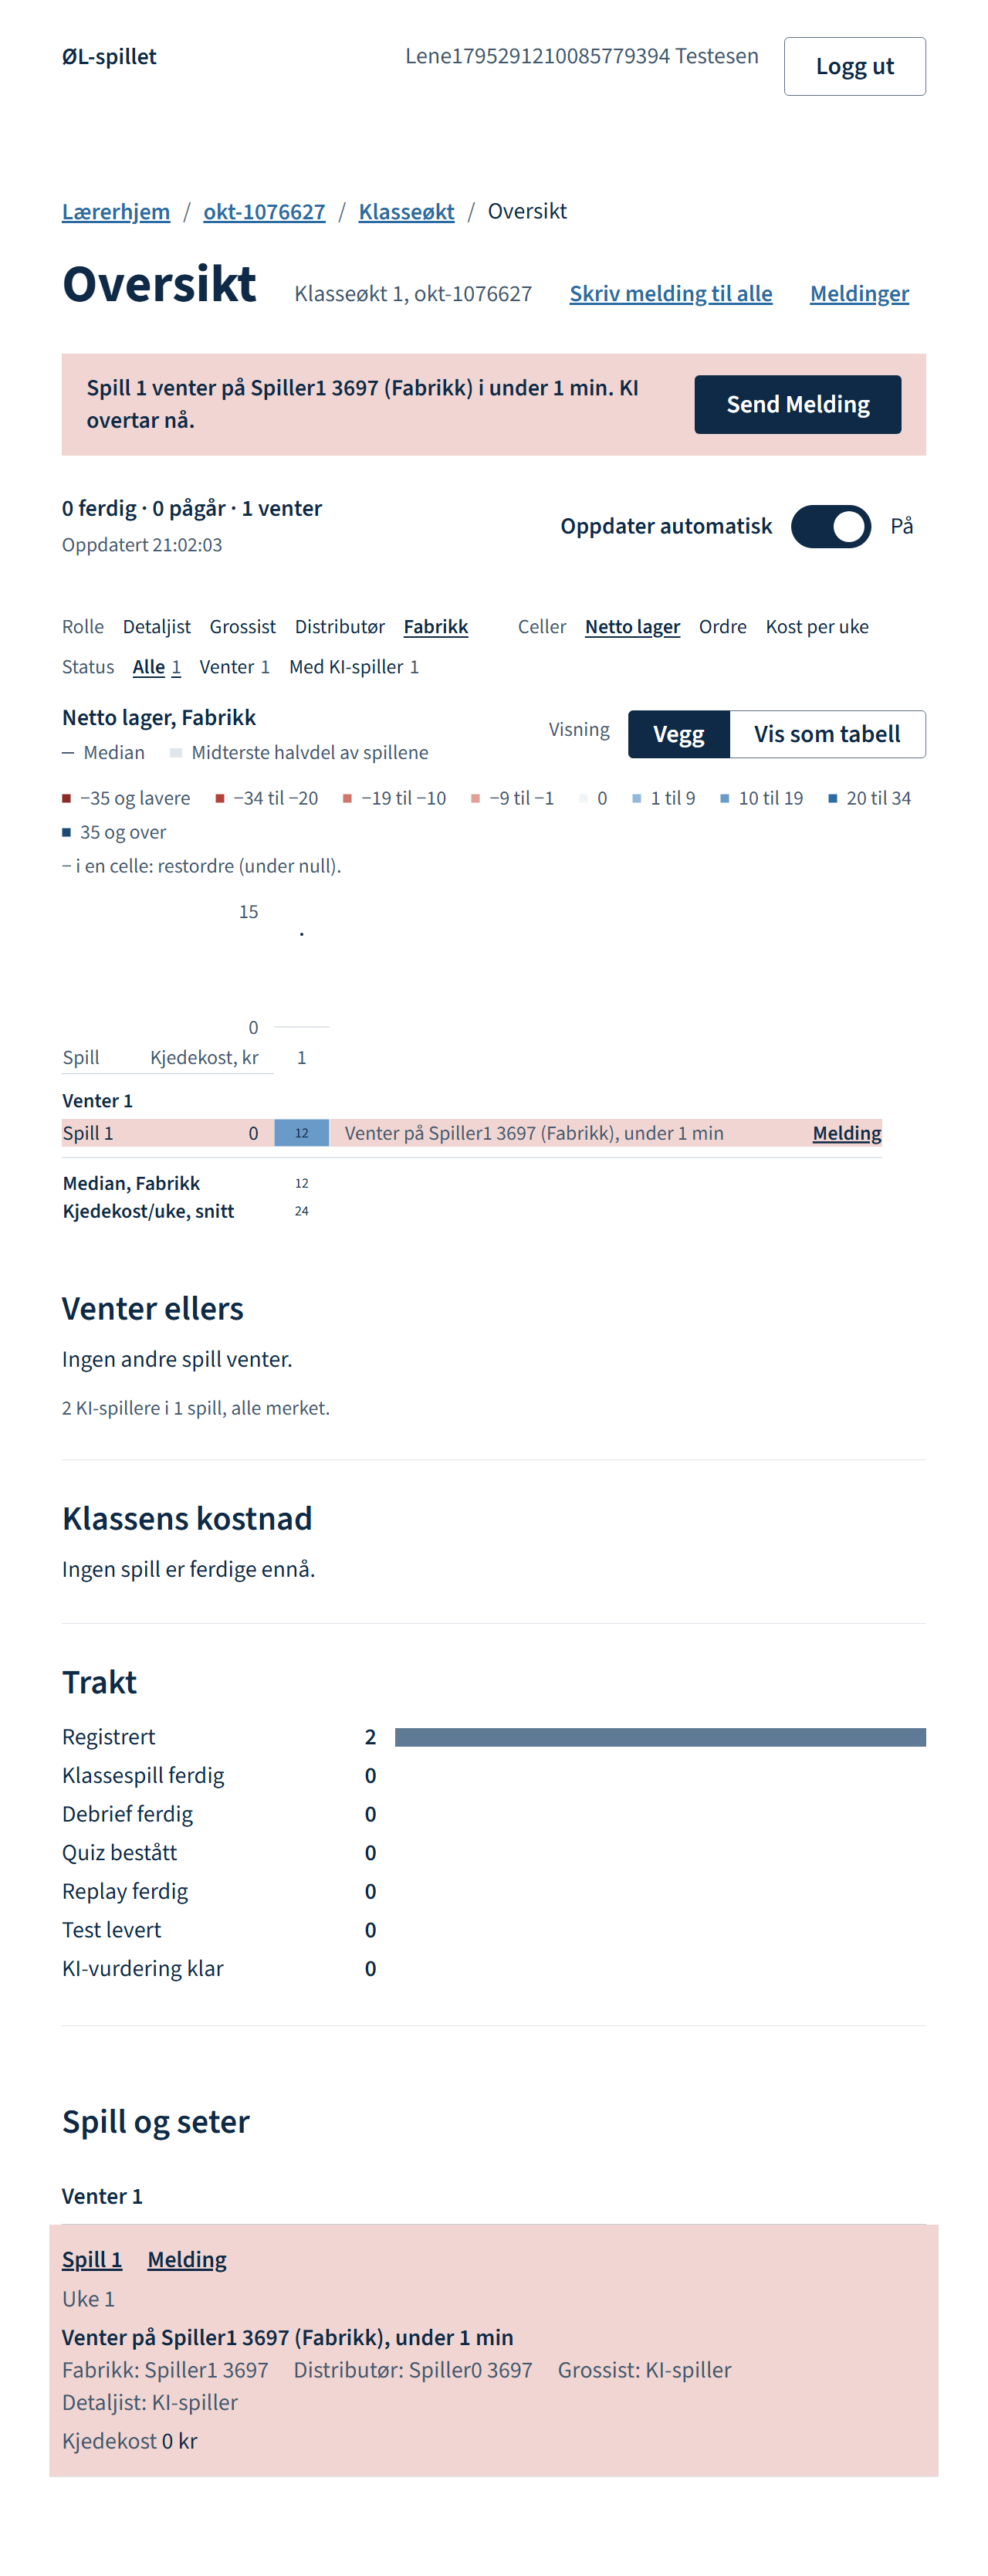 ØL-spillet Lene1795291210085779394 Testesen Logg ut
Lærerhjem / okt-1076627 / Klasseøkt / Oversikt
Oversikt Klasseøkt 1, okt-1076627 Skriv melding til alle Meldinger
Spill 1 venter på Spiller1 3697 (Fabrikk) i under 1 min. KI
overtar nå.
Send Melding
0 ferdig · 0 pågår · 1 venter
Oppdatert 21:02:03
Oppdater automatisk På
Rolle Detaljist Grossist Distributør Fabrikk Celler Netto lager Ordre Kost per uke
Status Alle 1 Venter 1 Med KI-spiller 1
Netto lager, Fabrikk
Visning Vegg Vis som tabell
Median Midterste halvdel av spillene
−35 og lavere −34 til −20 −19 til −10 −9 til −1 0 1 til 9 10 til 19 20 til 34
35 og over
− i en celle: restordre (under null).
15
0
Spill Kjedekost, kr 1
Venter 1
Spill 1 0 12 Venter på Spiller1 3697 (Fabrikk), under 1 min Melding
Median, Fabrikk 12
Kjedekost/uke, snitt 24
Venter ellers
Ingen andre spill venter.
2 KI-spillere i 1 spill, alle merket.
Klassens kostnad
Ingen spill er ferdige ennå.
Trakt
Registrert 2
Klassespill ferdig 0
Debrief ferdig 0
Quiz bestått 0
Replay ferdig 0
Test levert 0
KI-vurdering klar 0
Spill og seter
Venter 1
Spill 1 Melding
Uke 1
Venter på Spiller1 3697 (Fabrikk), under 1 min
Fabrikk: Spiller1 3697 Distributør: Spiller0 3697 Grossist: KI-spiller
Detaljist: KI-spiller
Kjedekost 0 kr